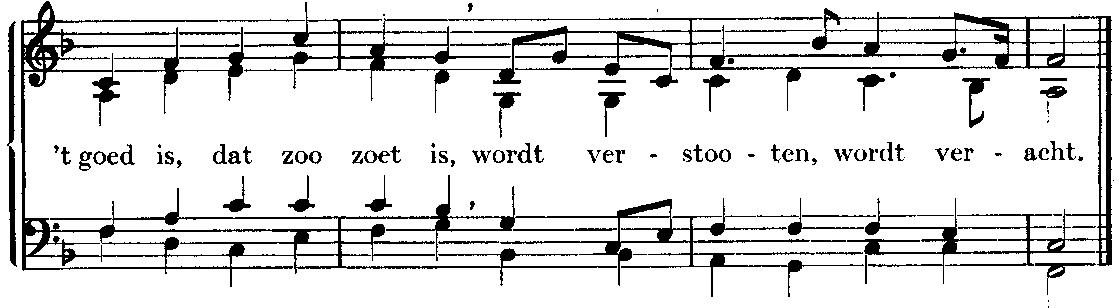 't goed is, dat zoo zoet is, wordt ver - stoo - ten, wordt ver - acht.